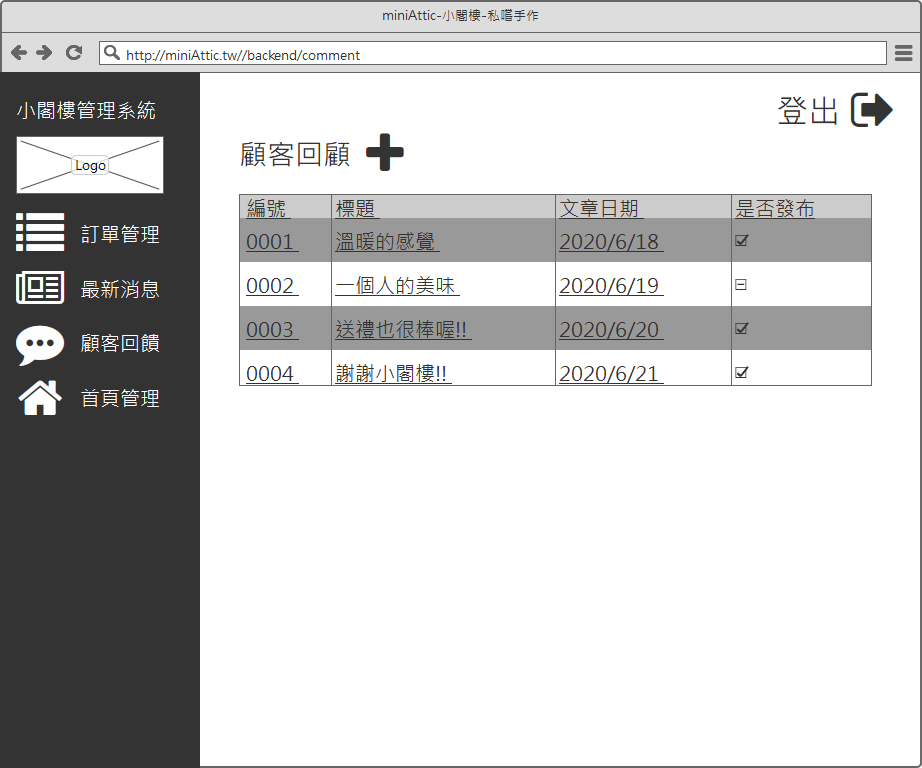 miniAttic-小閣樓-私嚐手作
http://miniAttic.tw//backend/comment
小閣樓管理系統
Logo
訂單管理
最新消息
顧客回饋
首頁管理
登出
顧客回顧
編號 標題 文章日期 是否發布
0001 溫暖的感覺 2020/6/18
0002 一個人的美味 2020/6/19
0003 送禮也很棒喔!! 2020/6/20
0004 謝謝小閣樓!! 2020/6/21